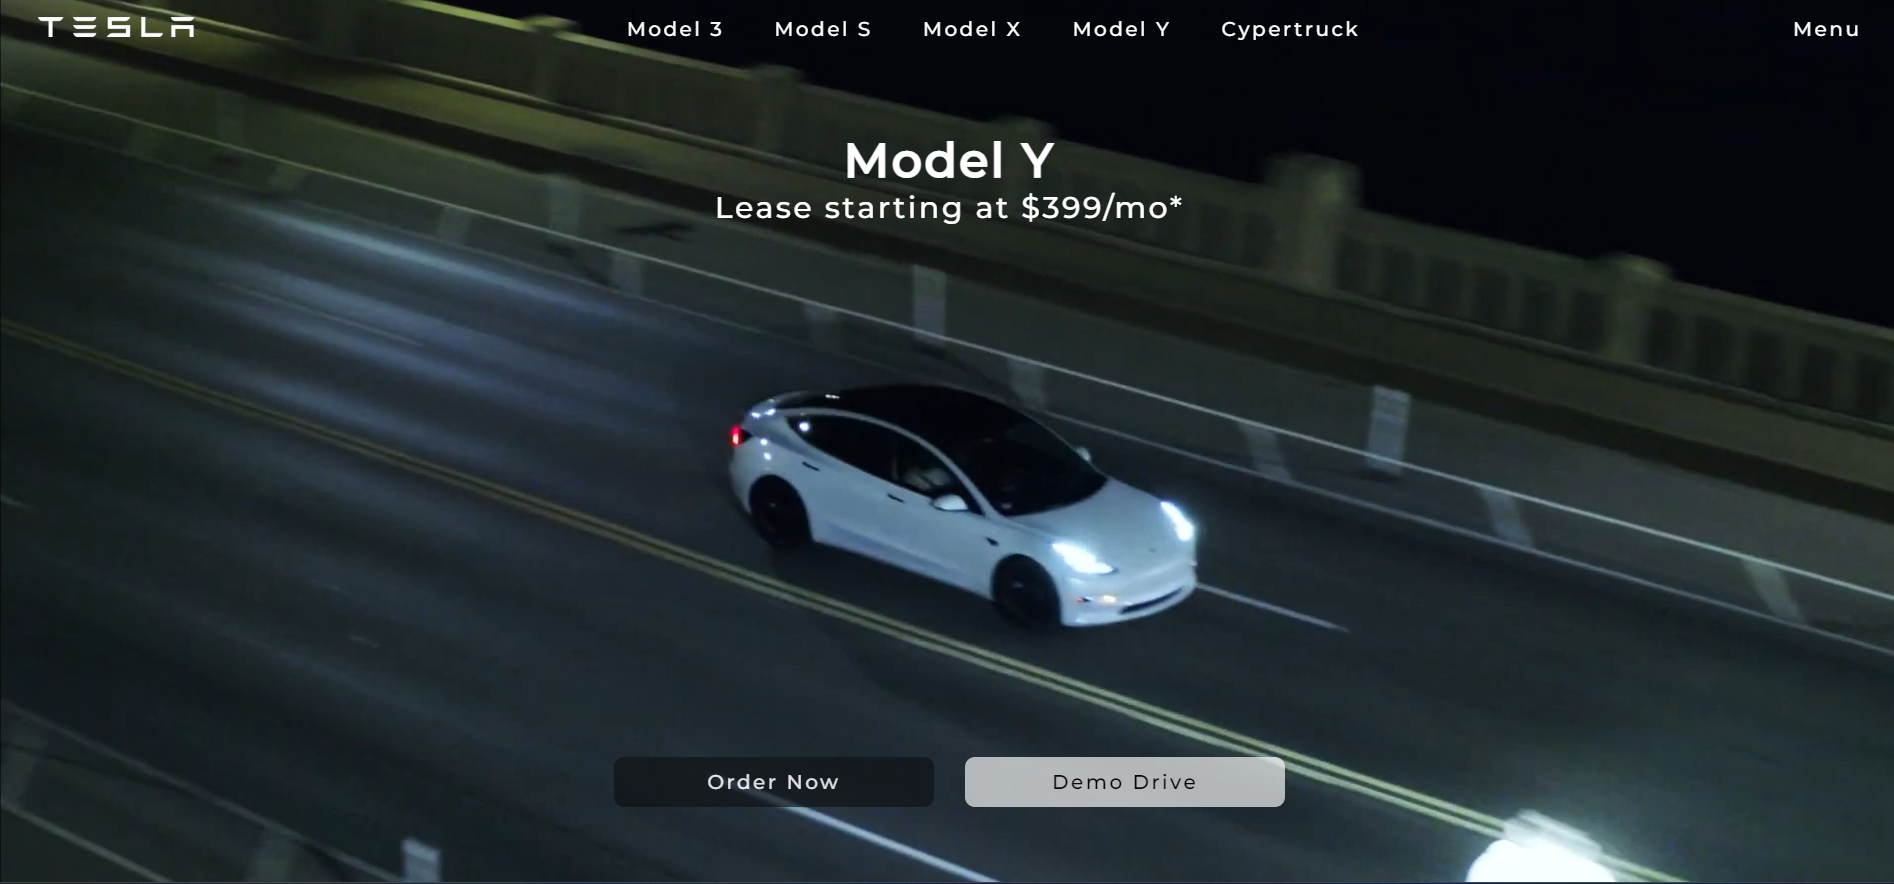 TESLA
Model 3 Model S Model X Model Y Cypertruck
Menu
Model Y
Lease starting at $399/mo*
Order Now
Demo Drive